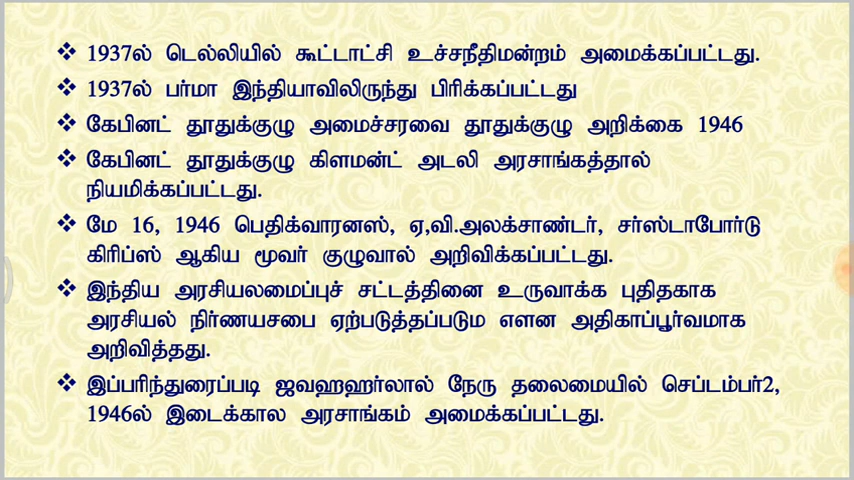 ❖ 1937ல் டெல்லியில் கூட்டாட்சி உச்சநீதிமன்றம் அமைக்கப்பட்டது.
❖ 1937ல் பர்மா இந்தியாவிலிருந்து பிரிக்கப்பட்டது
❖ கேபினட் தூதுக்குழு அமைச்சரவை தூதுக்குழு அறிக்கை 1946
❖ கேபினட் தூதுக்குழு கிளமன்ட் அடலி அரசாங்கத்தால்
நியமிக்கப்பட்டது.
❖ மே 16, 1946 பெதிக்வாரனஸ், ஏ,வி.அலக்சாண்டர், சர்ஸ்டாபோர்டு
கிரிப்ஸ் ஆகிய மூவர் குழுவால் அறிவிக்கப்பட்டது.
❖ இந்திய அரசியலமைப்புச் சட்டத்தினை உருவாக்க புதிதகாக
அரசியல் நிர்ணயசபை ஏற்படுத்தப்படும எளன அதிகாப்பூர்வமாக
அறிவித்தது.
❖ இப்பரிந்துரைப்படி ஜவஹஹர்லால் நேரு தலைமையில் செப்டம்பர்2,
1946ல் இடைக்கால அரசாங்கம் அமைக்கப்பட்டது.